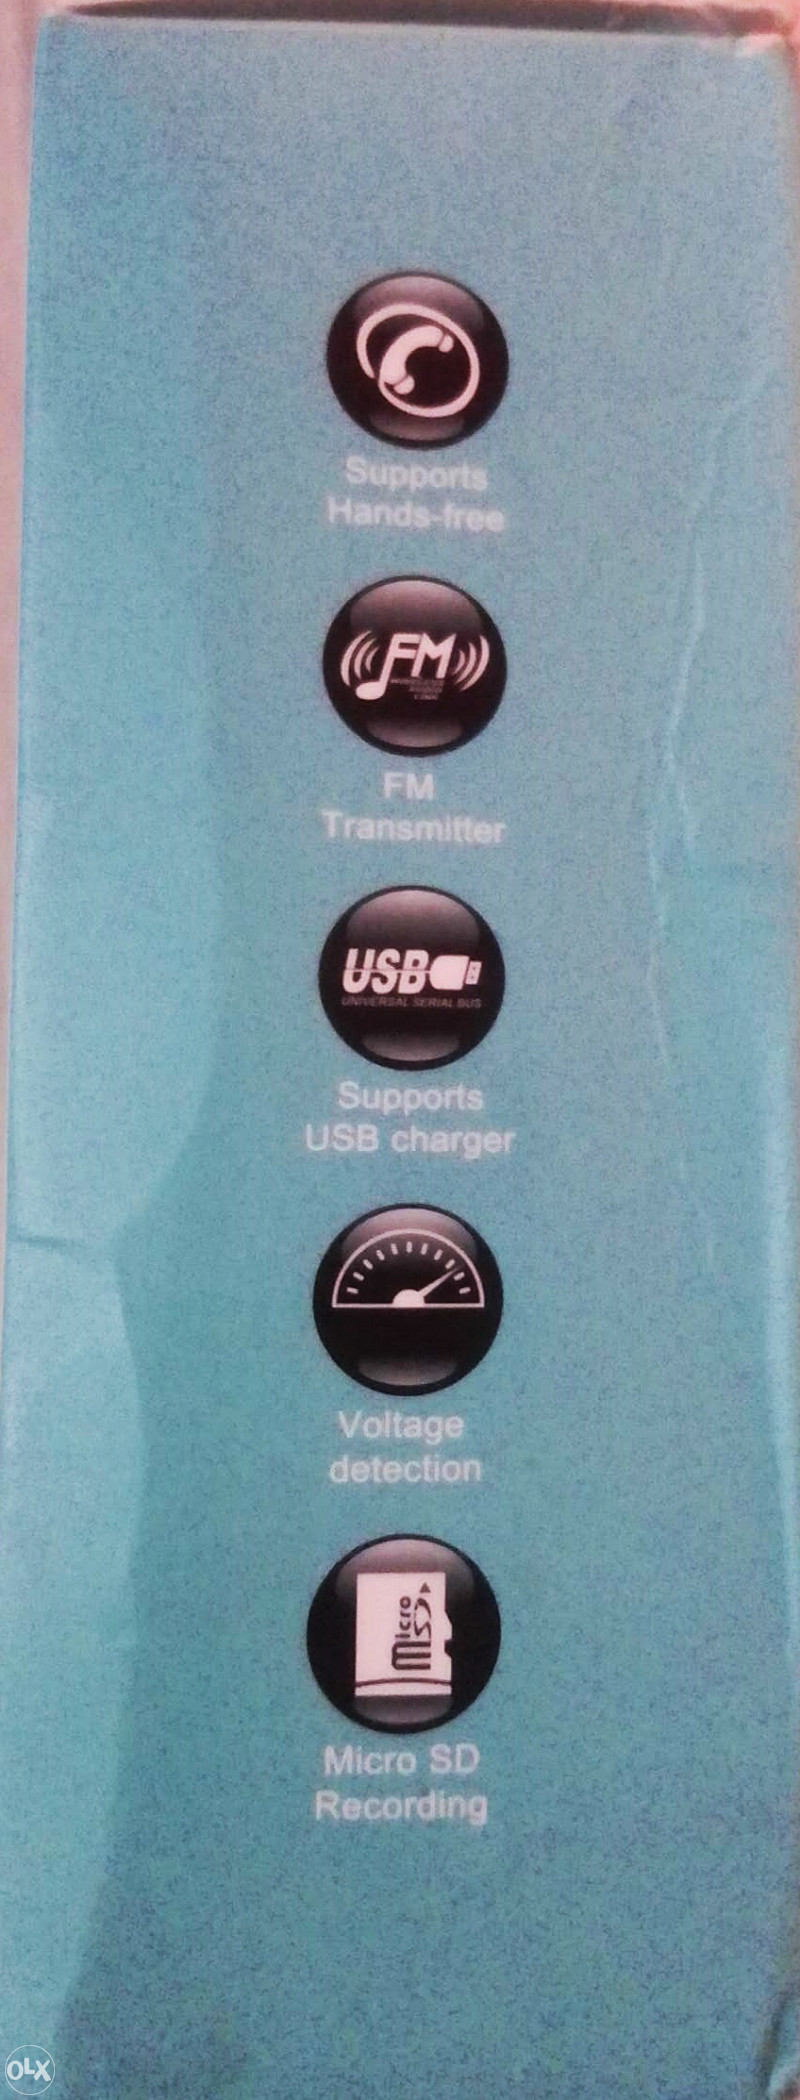 Supports
Hands-free
FM
FM
Transmitter
USB
UNIVERSAL SERIAL BUS
Supports
USB charger
Voltage
detection
Micro
SD
Micro SD
Recording
OLX